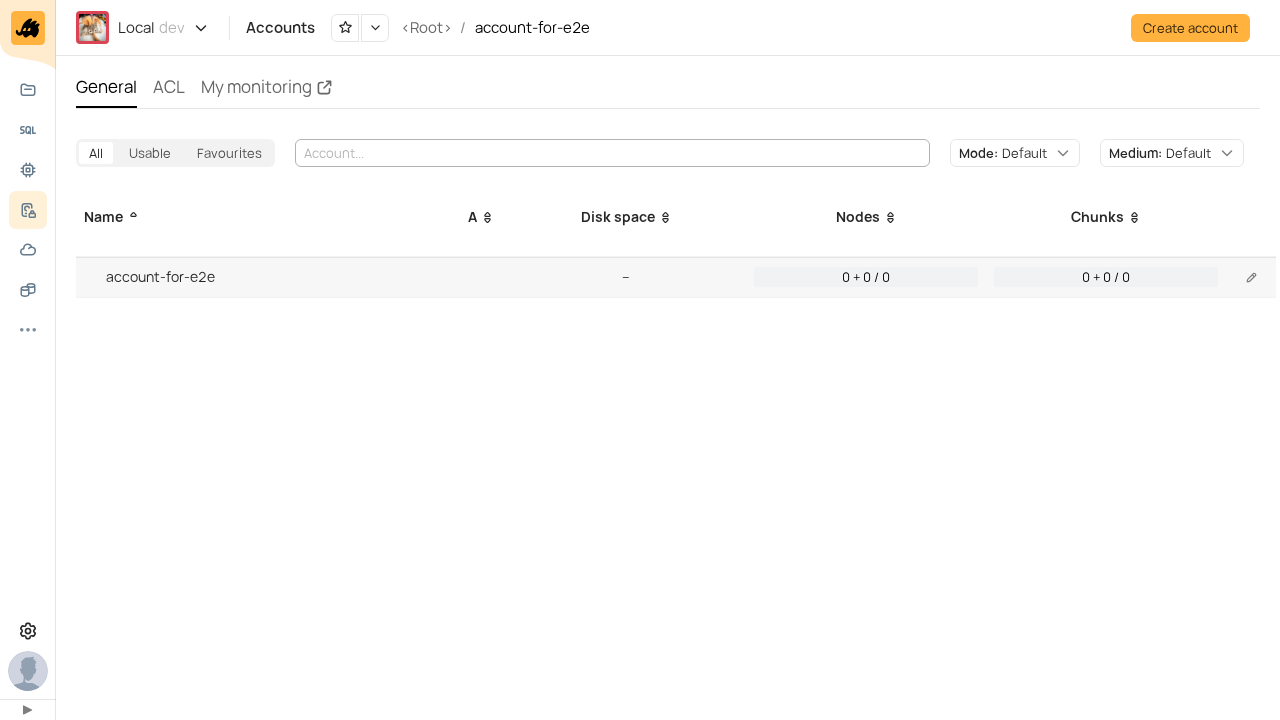 Local dev
Accounts
<Root> / account-for-e2e
Create account
General
ACL
My monitoring
SQL
All
Usable
Favourites
Account...
Mode: Default
Medium: Default
Name
A
Disk space
Nodes
Chunks
account-for-e2e
–
0 + 0 / 0
0 + 0 / 0